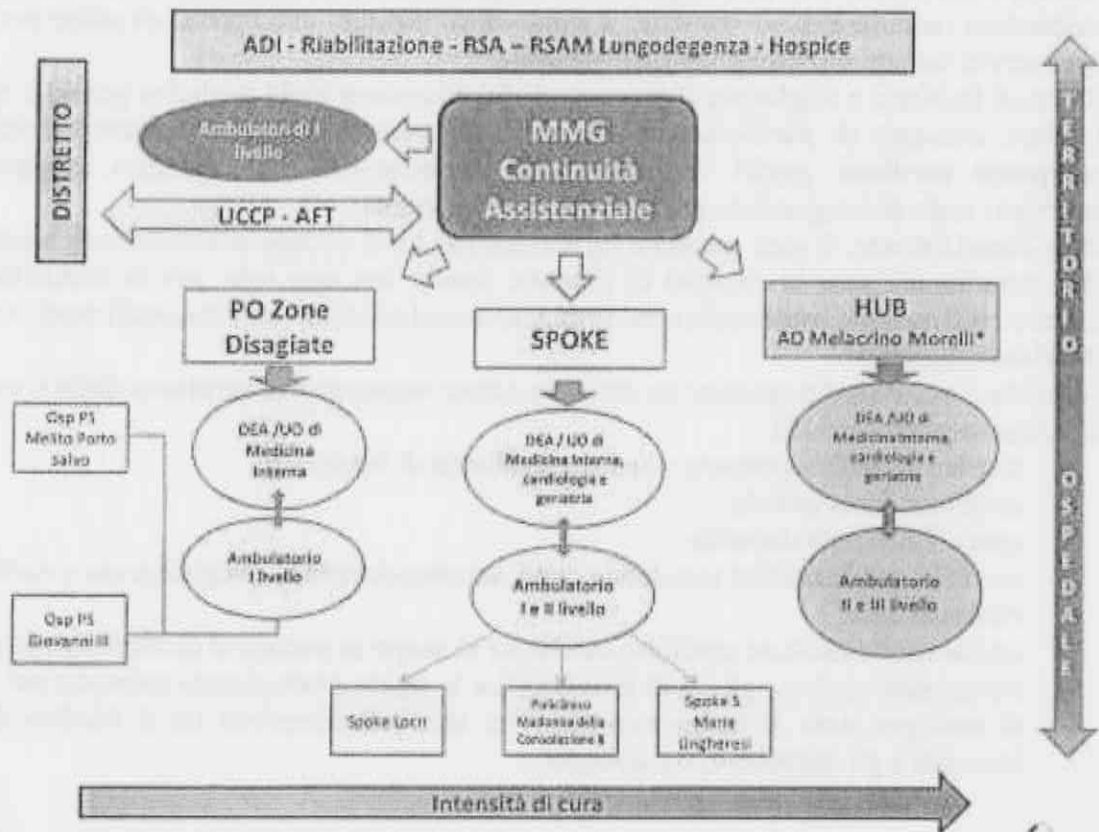 ADI - Riabilitazione - RSA – RSAM Lungodegenza - Hospice
DISTRETTO
Ambulatori di I
livello
MMG
Continuità
Assistenziale
UCCP - AFT
TERRITORIO
OSPEDALE
PO Zone
Disagiate
SPOKE
HUB
AO Melacrino Morelli*
Osp PS
Melito Porto
salvo
DEA /UO di
Medicina
Interna
DEA / UO di
Medicina Interna,
cardiologia e
geriatria
DEA /UO di
Medicina Interna,
cardiologia e
geriatria
Ambulatorio
I livello
Ambulatorio
I e II livello
Ambulatorio
II e III livello
Osp PS
Giovanni II
Spoke Locri
Policlinico
Madonna della
Consolazione
Spoke S.
Maria
Ungheresi
Intensità di cura